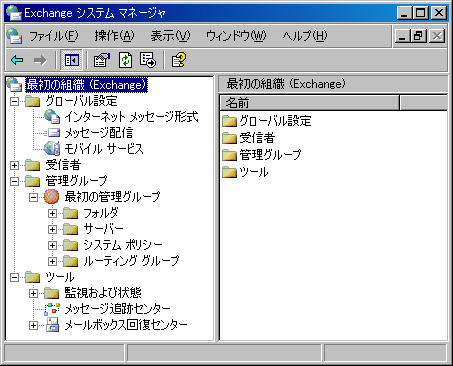 Exchange システム マネージャ
ファイル(F) 操作(A) 表示(V) ウィンドウ(W) ヘルプ(H)
最初の組織 (Exchange)
グローバル設定
インターネット メッセージ形式
メッセージ配信
モバイル サービス
受信者
管理グループ
最初の管理グループ
フォルダ
サーバー
システム ポリシー
ルーティング グループ
ツール
監視および状態
メッセージ追跡センター
メールボックス回復センター
最初の組織 (Exchange)
名前
グローバル設定
受信者
管理グループ
ツール